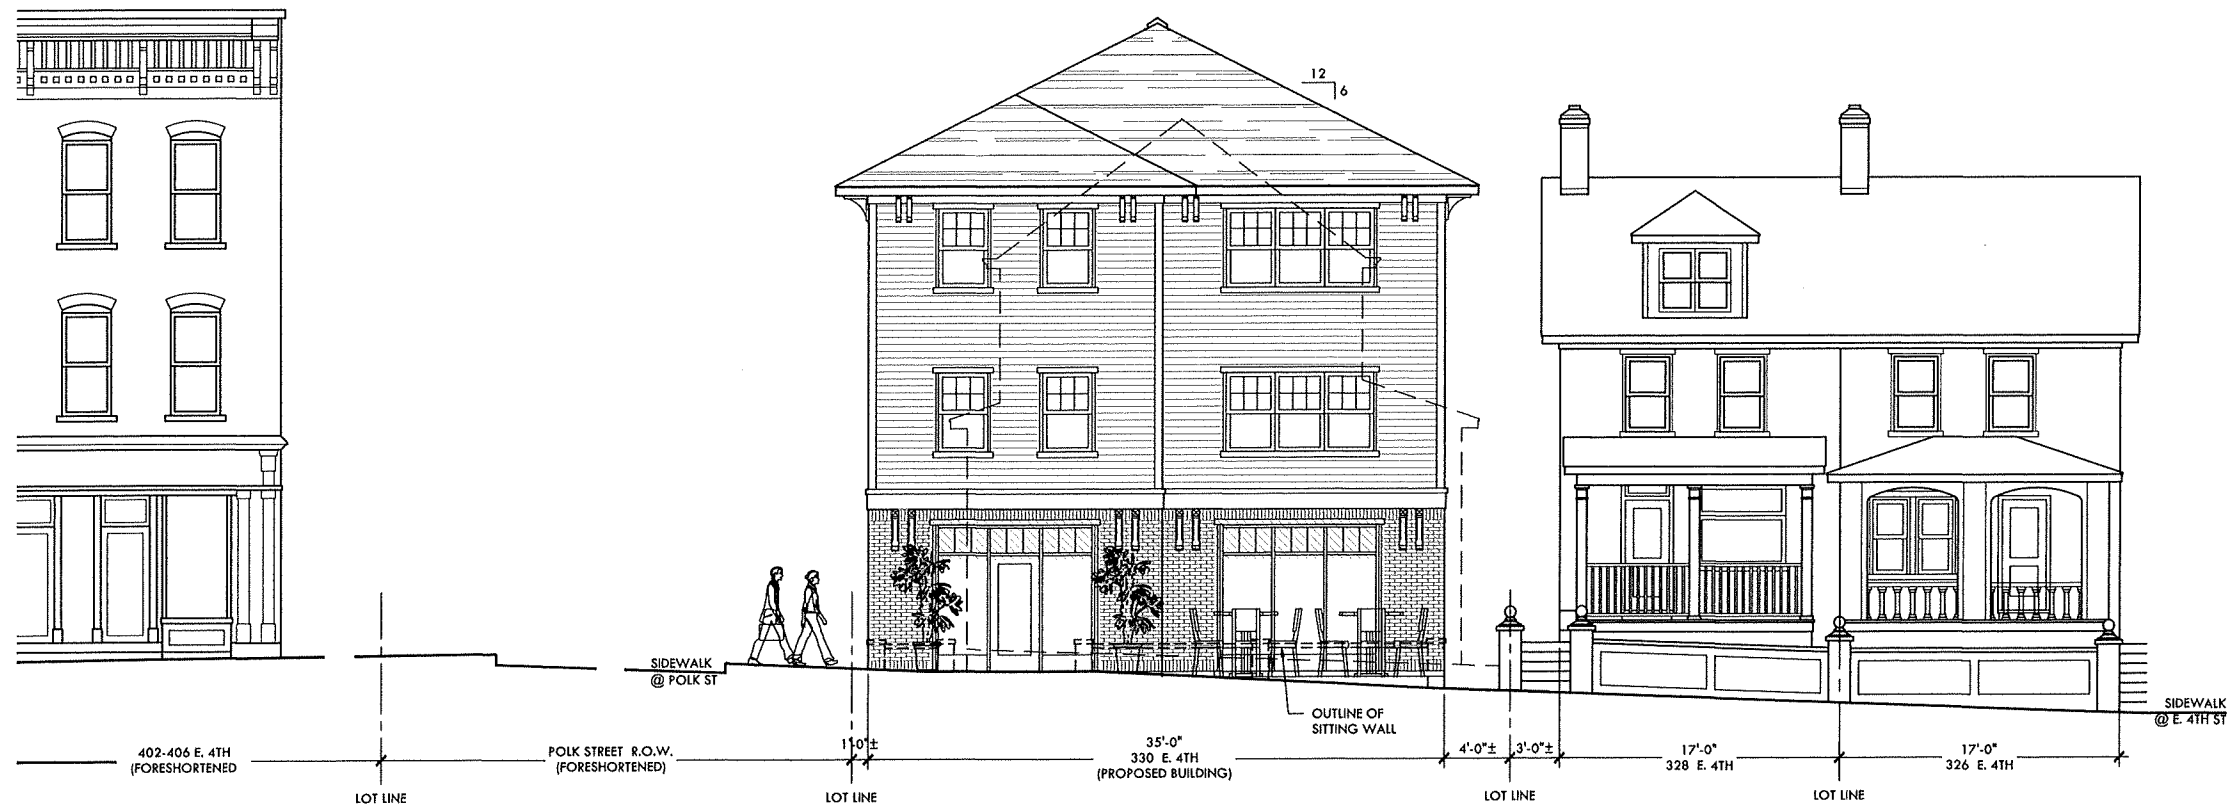 12
6
SIDEWALK
@ POLK ST
OUTLINE OF
SITTING WALL
SIDEWALK
@ E. 4TH ST
402-406 E. 4TH
(FORESHORTENED
POLK STREET R.O.W.
(FORESHORTENED)
1'-0"±
35'-0"
330 E. 4TH
(PROPOSED BUILDING)
4'-0"±
3'-0"±
17'-0"
328 E. 4TH
17'-0"
326 E. 4TH
LOT LINE
LOT LINE
LOT LINE
LOT LINE